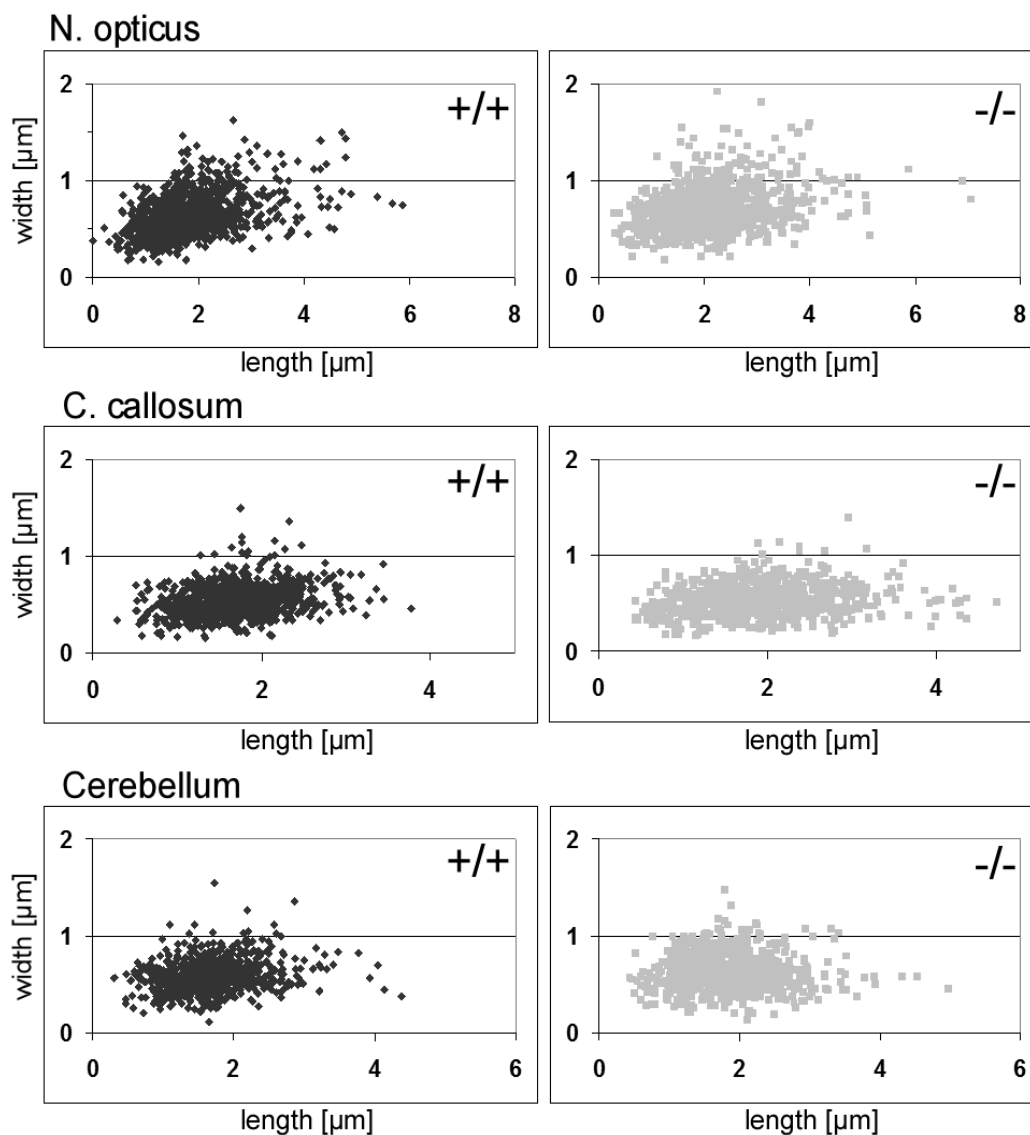 N. opticus
+/+
-/-
width [µm]
2
1
0
0 2 4 6 8
length [µm]
2
1
0
0 2 4 6 8
length [µm]
C. callosum
+/+
-/-
width [µm]
2
1
0
0 2 4
length [µm]
2
1
0
0 2 4
length [µm]
Cerebellum
+/+
-/-
width [µm]
2
1
0
0 2 4 6
length [µm]
2
1
0
0 2 4 6
length [µm]